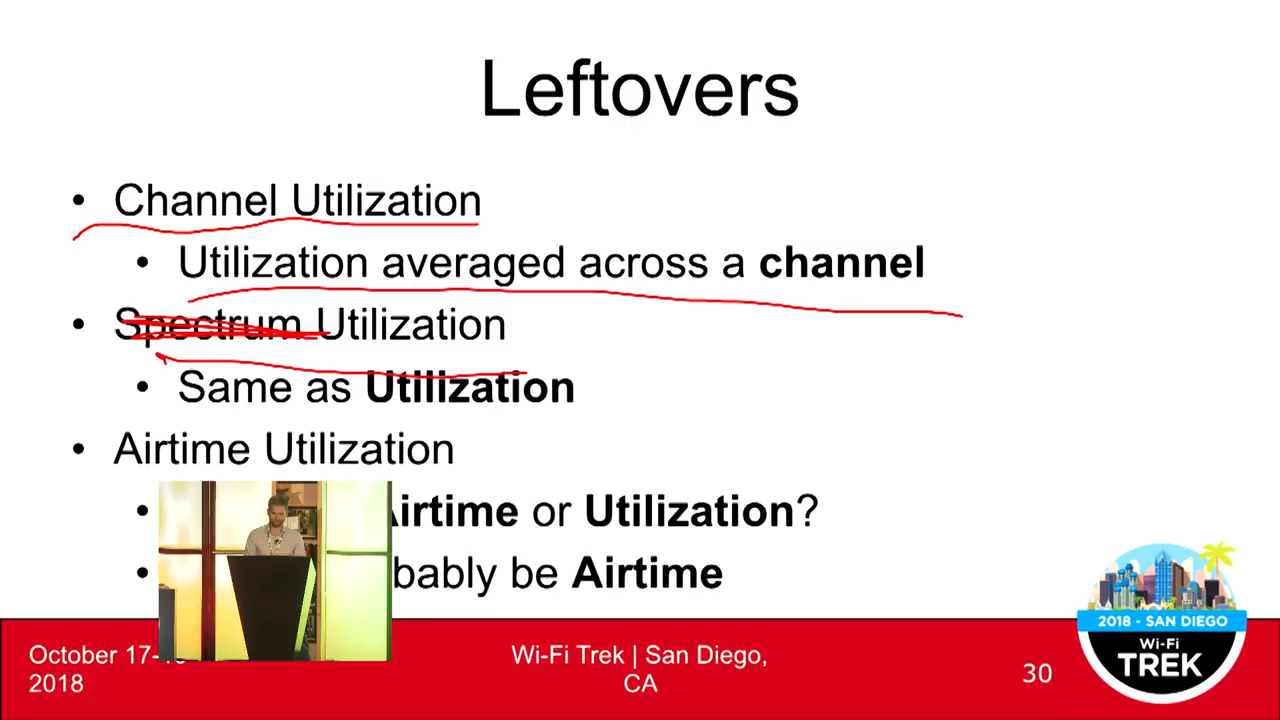 Leftovers
• Channel Utilization
• Utilization averaged across a channel
• Spectrum Utilization
• Same as Utilization
• Airtime Utilization
• Airtime or Utilization?
• bably be Airtime
October 17-
2018
Wi-Fi Trek | San Diego,
CA
30
2018 - SAN DIEGO
Wi-Fi
TREK